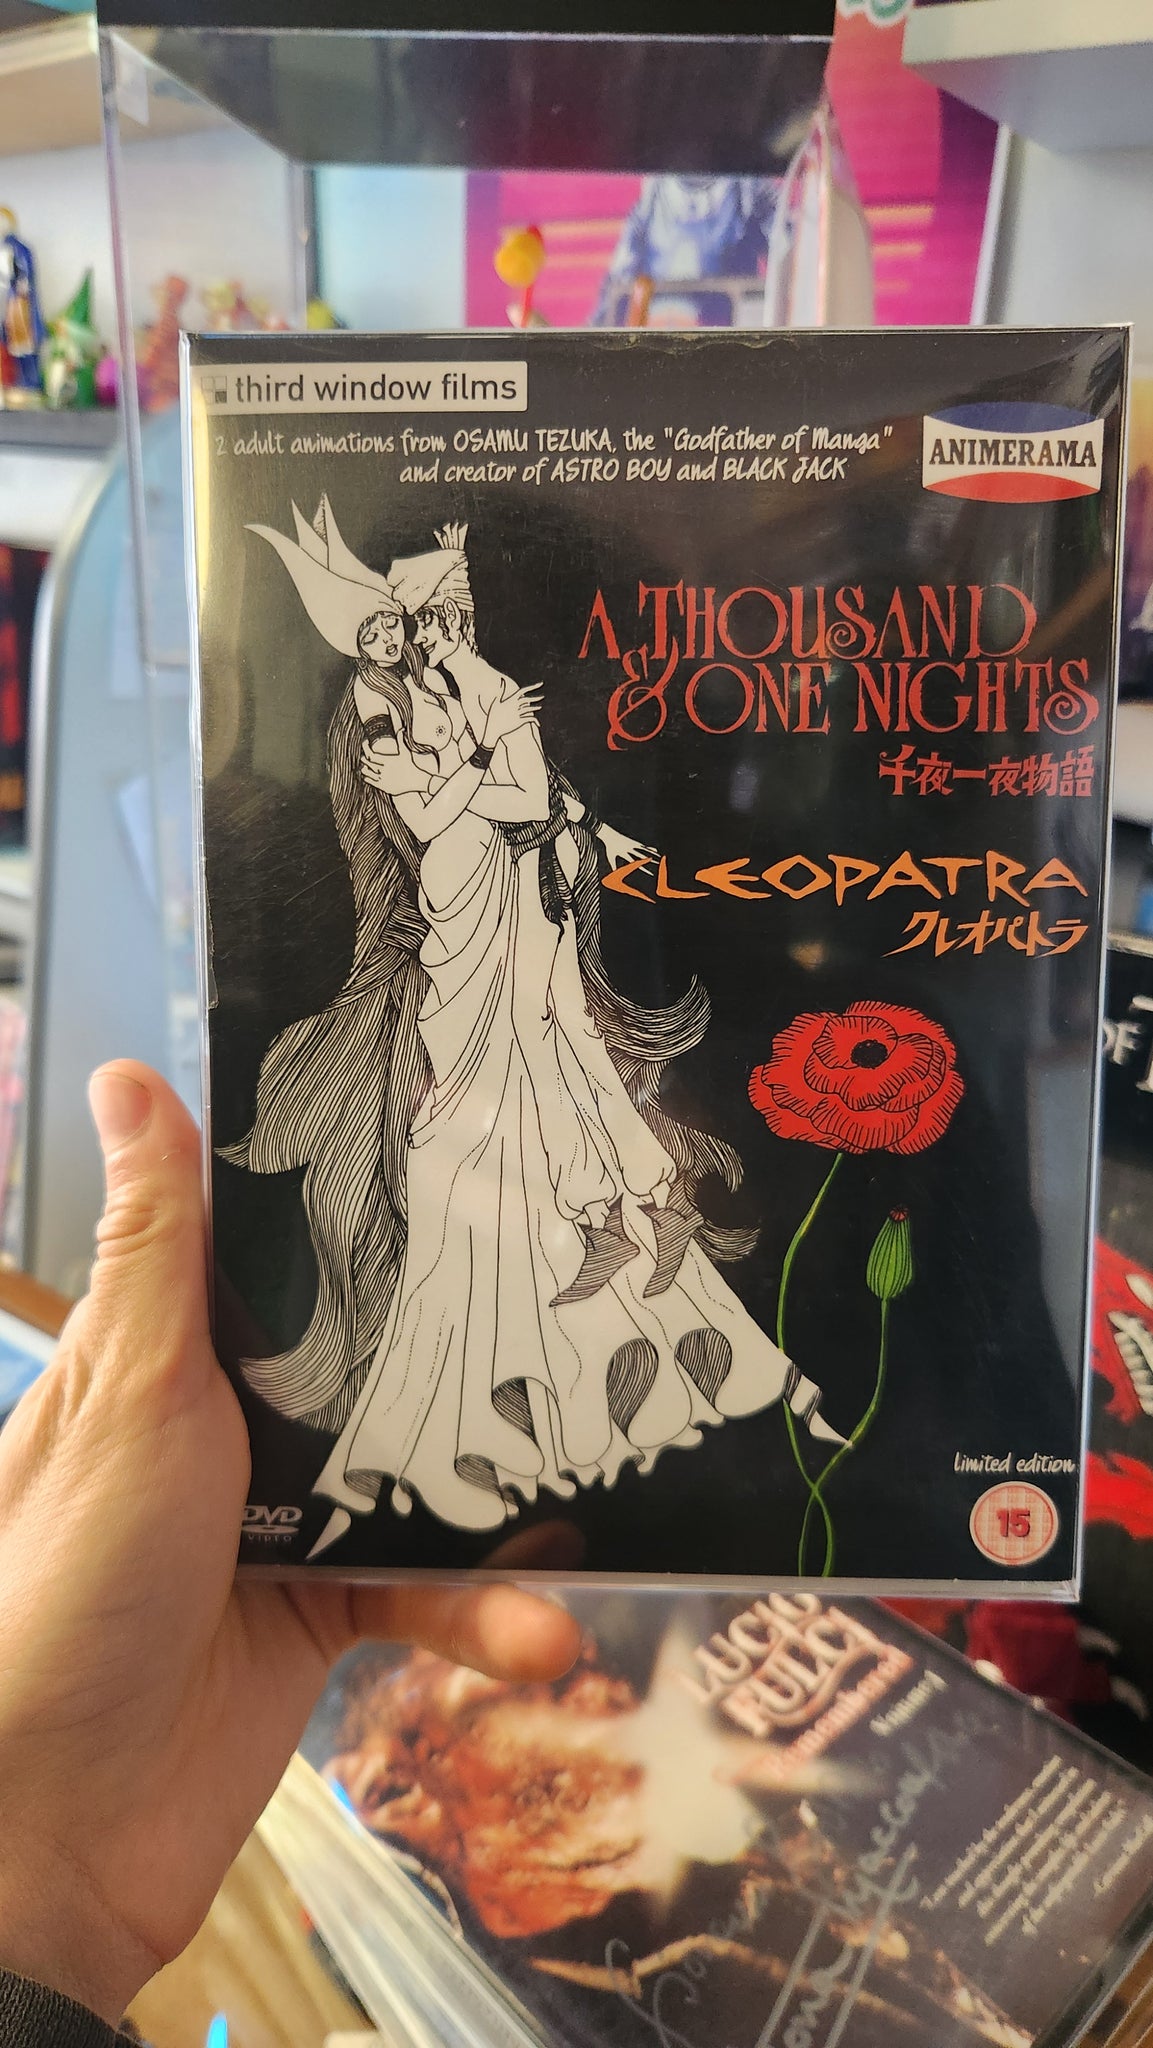 third window films
2 adult animations from OSAMU TEZUKA, the "Godfather of Manga"
and creator of ASTRO BOY and BLACK JACK
ANIMERAMA
A THOUSAND
& ONE NIGHTS
千夜一夜物語
CLEOPATRA
クレオパトラ
limited edition
15
DVD
VIDEO
OF
LUCIO
FULCI
Remembered